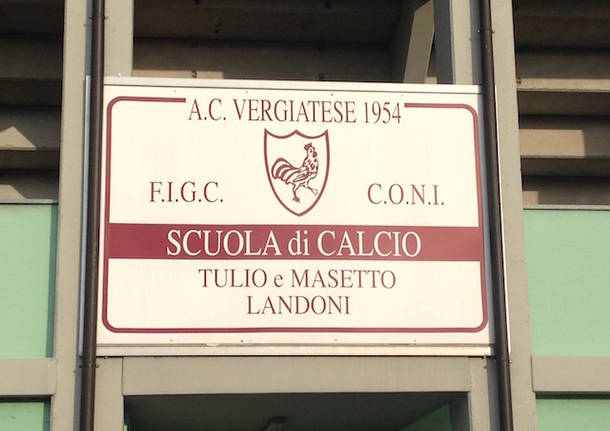 A.C. VERGIATESE 1954
F.I.G.C. C.O.N.I.
SCUOLA di CALCIO
TULIO e MASETTO
LANDONI